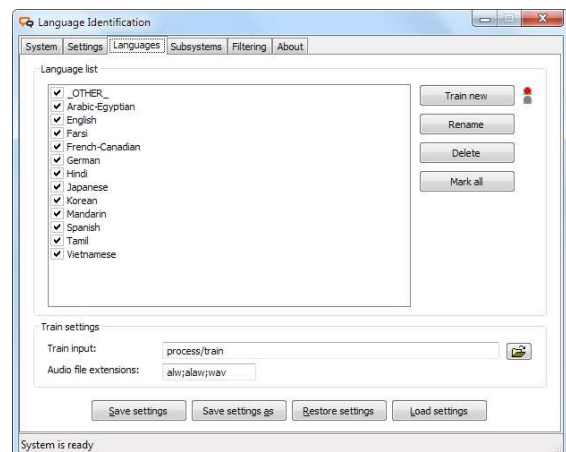 Language Identification
System Settings Languages Subsystems Filtering About
Language list
_OTHER_
Arabic-Egyptian
English
Farsi
French-Canadian
German
Hindi
Japanese
Korean
Mandarin
Spanish
Tamil
Vietnamese
Train new
Rename
Delete
Mark all
Train settings
Train input: process/train
Audio file extensions: alw;alaw;wav
Save settings Save settings as Restore settings Load settings
System is ready